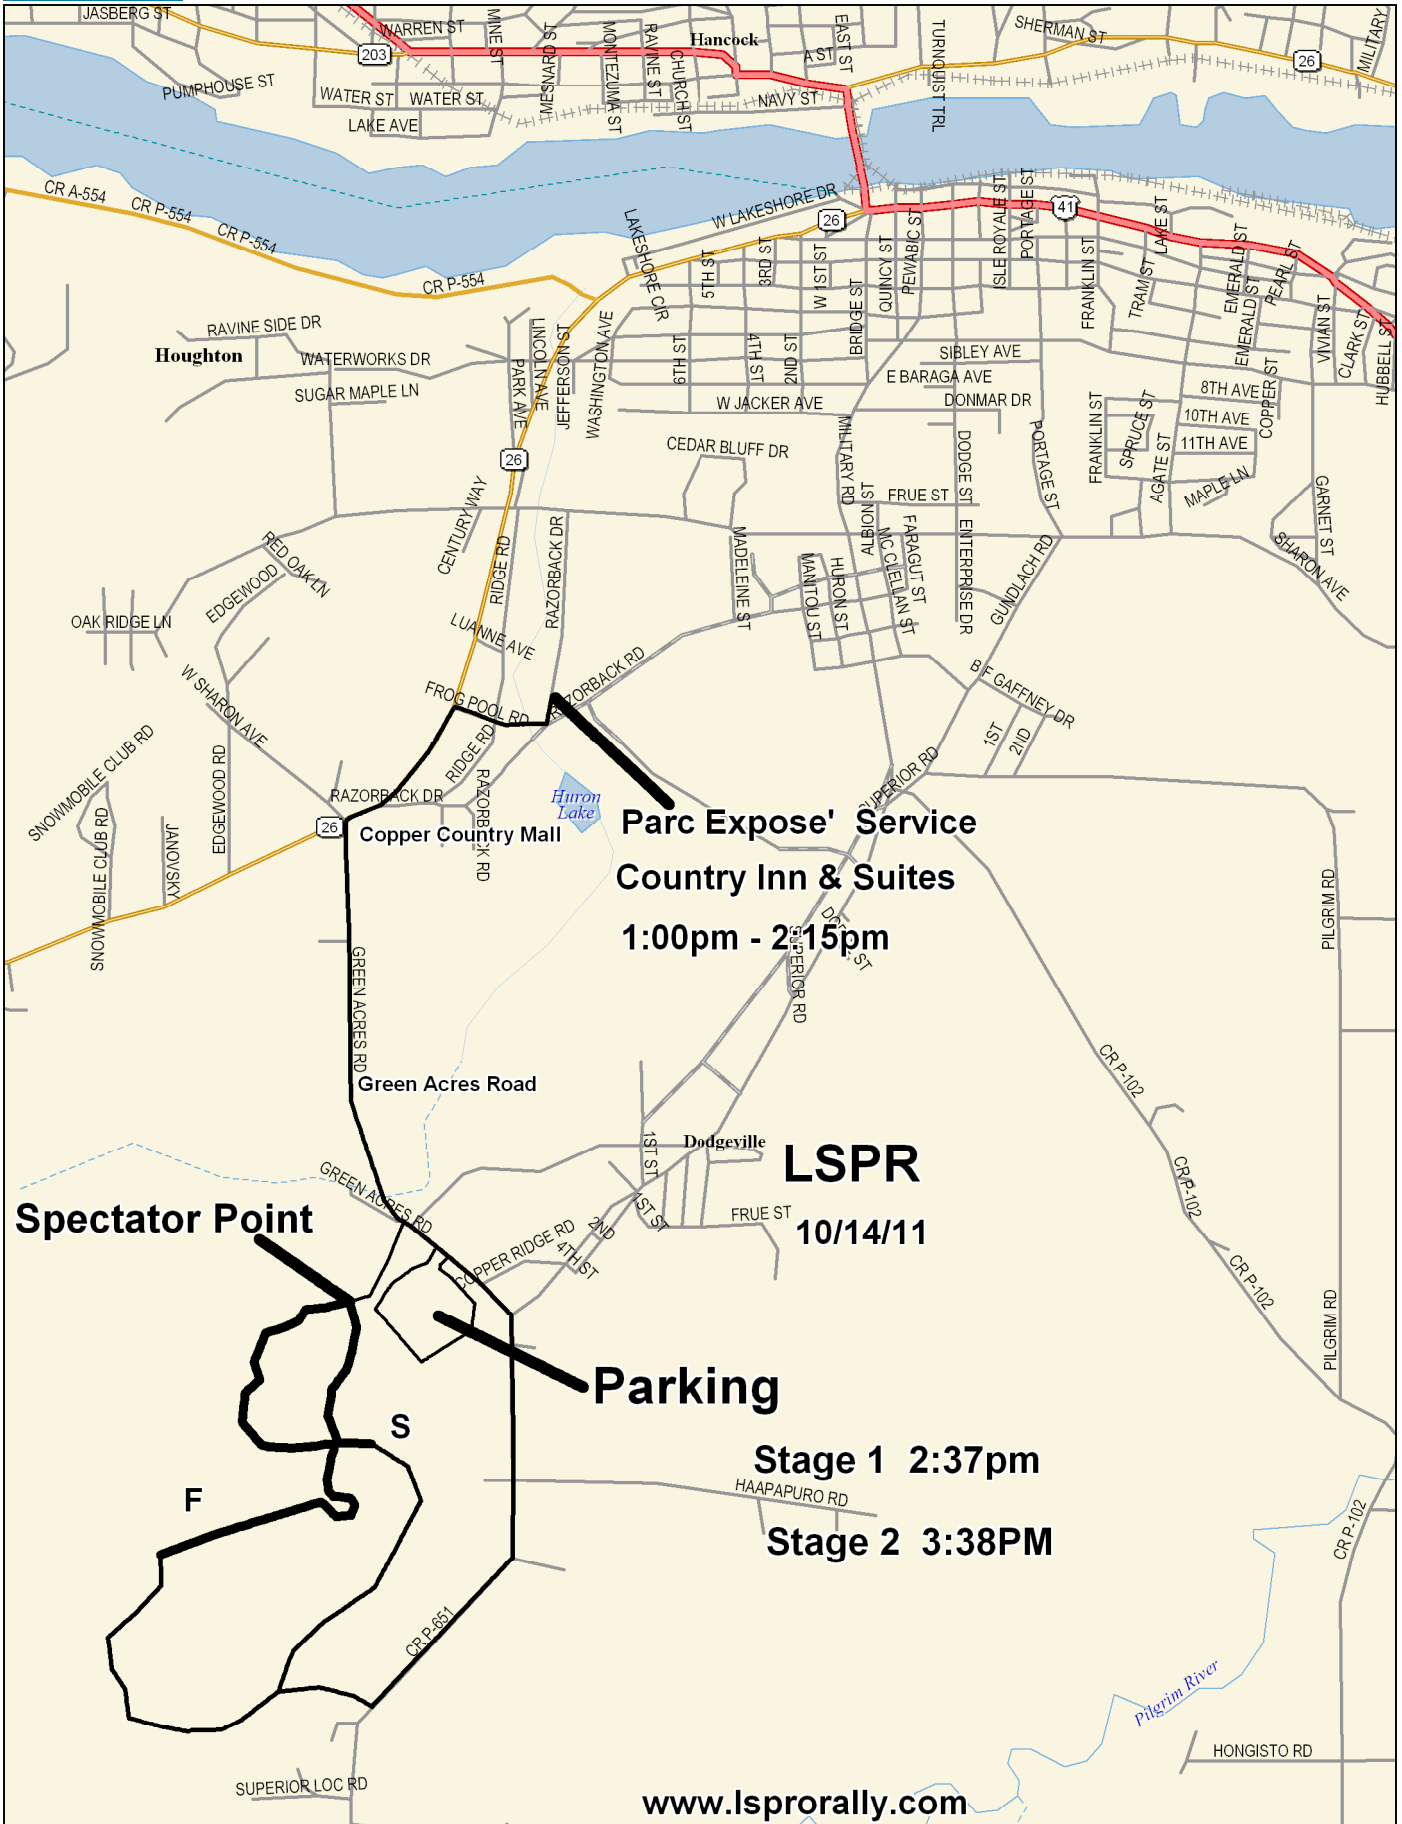 JASBERG ST
WARREN ST
MINE ST
MESNARD ST
MONTEZUMA ST
RAVINE ST
CHURCH ST
Hancock
A ST
EAST ST
TURNQUIST TRL
SHERMAN ST
MILITARY
203
26
PUMPHOUSE ST
WATER ST
WATER ST
LAKE AVE
NAVY ST
CR A-554
CR P-554
CR P-554
CR P-554
W LAKESHORE DR
26
41
LAKESHORE CIR
5TH ST
3RD ST
W 1ST ST
BRIDGE ST
QUINCY ST
PEWABIC ST
ISLE ROYALE ST
PORTAGE ST
FRANKLIN ST
TRAM ST
LAKE ST
EMERALD ST
EMERALD ST
PEARL ST
VIVIAN ST
CLARK ST
HUBBELL ST
RAVINE SIDE DR
Houghton
WATERWORKS DR
SUGAR MAPLE LN
PARK AVE
LINCOLN AVE
JEFFERSON ST
WASHINGTON AVE
6TH ST
4TH ST
2ND ST
SIBLEY AVE
E BARAGA AVE
W JACKER AVE
DONMAR DR
8TH AVE
10TH AVE
11TH AVE
COPPER ST
MAPLE LN
FRANKLIN ST
SPRUCE ST
AGATE ST
GARNET ST
SHARON AVE
26
CEDAR BLUFF DR
MILITARY RD
DODGE ST
PORTAGE ST
FRUE ST
CENTURY WAY
RIDGE RD
RAZORBACK DR
MADELEINE ST
MANITOU ST
HURON ST
ALBION ST
MC CLELLAN ST
FARAGUT ST
ENTERPRISE DR
GUNDLACH RD
RED OAK LN
EDGEWOOD
OAK RIDGE LN
LUANNE AVE
W SHARON AVE
FROG POOL RD
RAZORBACK RD
B F GAFFNEY DR
1ST
2ND
SNOWMOBILE CLUB RD
SNOWMOBILE CLUB RD
JANOVSKY
EDGEWOOD RD
RIDGE RD
RAZORBACK DR
RAZORBACK RD
26
Copper Country Mall
Huron
Lake
SUPERIOR RD
Parc Expose' Service
Country Inn & Suites
1:00pm - 2:15pm
SUPERIOR RD
PILGRIM RD
GREEN ACRES RD
Green Acres Road
CR P-102
1ST ST
Dodgeville
LSPR
10/14/11
GREEN ACRES RD
Spectator Point
COPPER RIDGE RD
2ND
4TH ST
1ST ST
FRUE ST
CR P-102
CR P-102
PILGRIM RD
Parking
S
F
Stage 1 2:37pm
HAAPAPURO RD
Stage 2 3:38PM
CR P-102
CR P-651
Pilgrim River
HONGISTO RD
SUPERIOR LOC RD
www.lsprorally.com